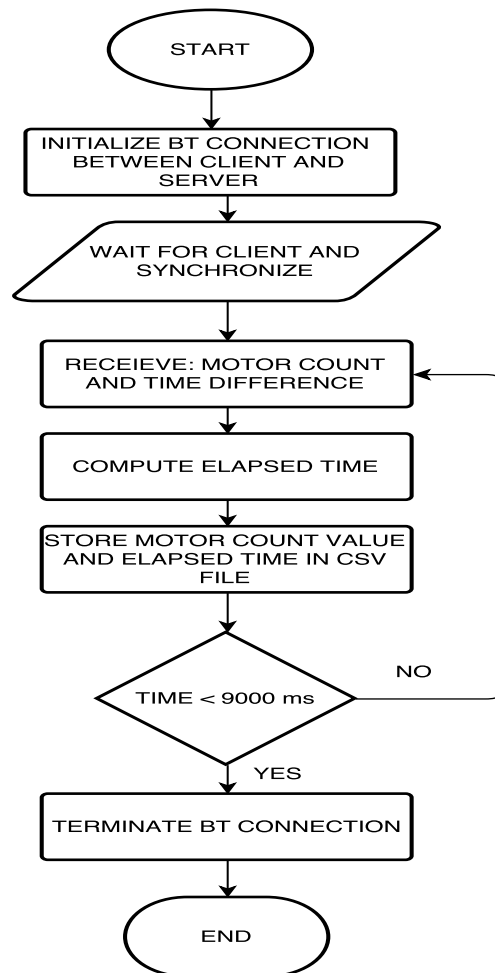 START
INITIALIZE BT CONNECTION
BETWEEN CLIENT AND
SERVER
WAIT FOR CLIENT AND
SYNCHRONIZE
RECEIEVE: MOTOR COUNT
AND TIME DIFFERENCE
COMPUTE ELAPSED TIME
STORE MOTOR COUNT VALUE
AND ELAPSED TIME IN CSV
FILE
NO
TIME < 9000 ms
YES
TERMINATE BT CONNECTION
END